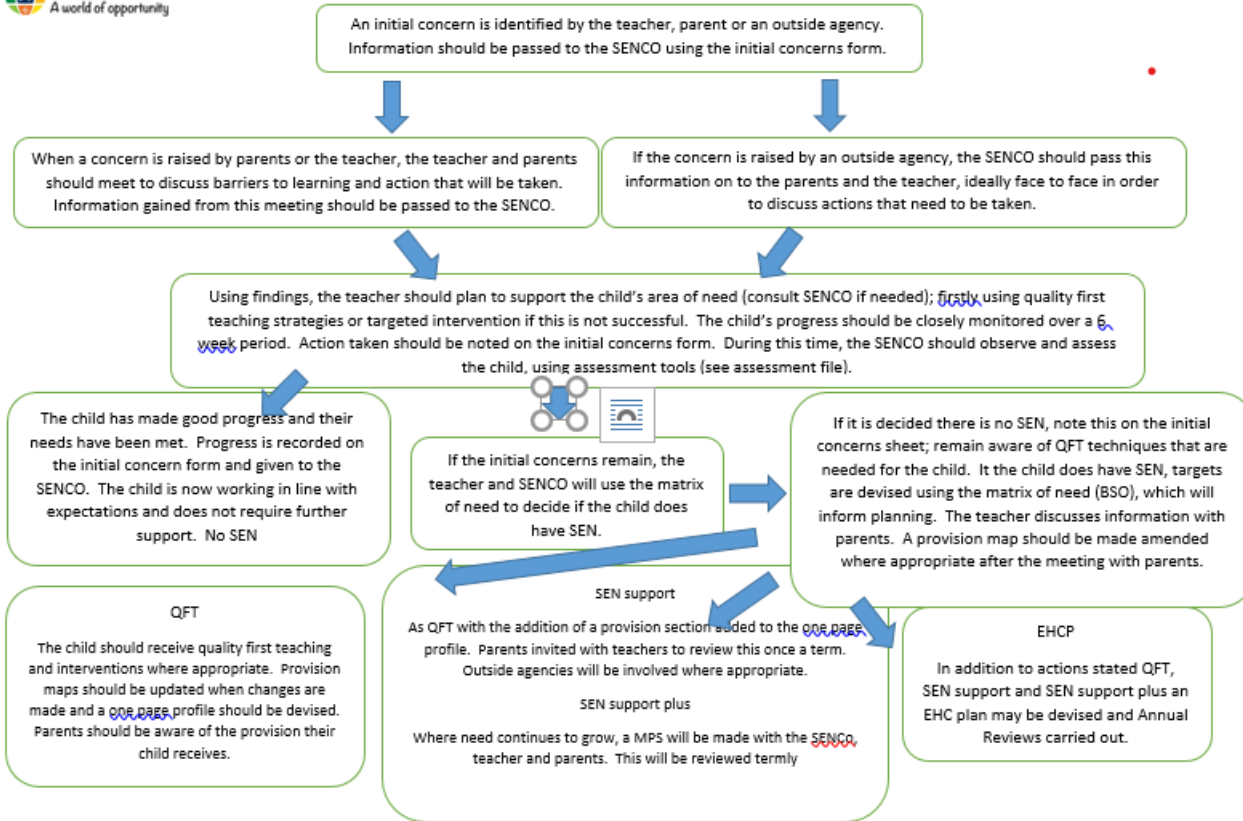 A world of opportunity
An initial concern is identified by the teacher, parent or an outside agency.
Information should be passed to the SENCO using the initial concerns form.
When a concern is raised by parents or the teacher, the teacher and parents
should meet to discuss barriers to learning and action that will be taken.
Information gained from this meeting should be passed to the SENCO.
If the concern is raised by an outside agency, the SENCO should pass this
information on to the parents and the teacher, ideally face to face in order
to discuss actions that need to be taken.
Using findings, the teacher should plan to support the child's area of need (consult SENCO if needed); firstly using quality first
teaching strategies or targeted intervention if this is not successful. The child's progress should be closely monitored over a 6
week period. Action taken should be noted on the initial concerns form. During this time, the SENCO should observe and assess
the child, using assessment tools (see assessment file).
The child has made good progress and their
needs have been met. Progress is recorded on
the initial concern form and given to the
SENCO. The child is now working in line with
expectations and does not require further
support. No SEN
If the initial concerns remain, the
teacher and SENCO will use the matrix
of need to decide if the child does
have SEN.
If it is decided there is no SEN, note this on the initial
concerns sheet; remain aware of QFT techniques that are
needed for the child. It the child does have SEN, targets
are devised using the matrix of need (BSO), which will
inform planning. The teacher discusses information with
parents. A provision map should be made amended
where appropriate after the meeting with parents.
QFT
The child should receive quality first teaching
and interventions where appropriate. Provision
maps should be updated when changes are
made and a one page profile should be devised.
Parents should be aware of the provision their
child receives.
SEN support
As QFT with the addition of a provision section added to the one page
profile. Parents invited with teachers to review this once a term.
Outside agencies will be involved where appropriate.
SEN support plus
Where need continues to grow, a MPS will be made with the SENCo,
teacher and parents. This will be reviewed termly
EHCP
In addition to actions stated QFT,
SEN support and SEN support plus an
EHC plan may be devised and Annual
Reviews carried out.